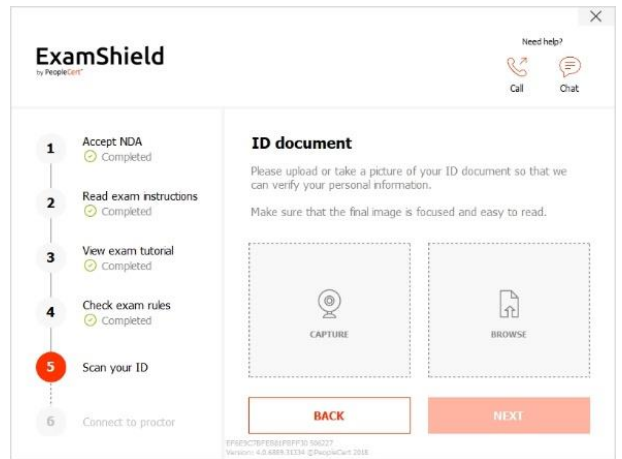 Need help?
ExamShield
by PeopleCert
Call Chat
1 Accept NDA
Completed
2 Read exam instructions
Completed
3 View exam tutorial
Completed
4 Check exam rules
Completed
5 Scan your ID
6 Connect to proctor
ID document
Please upload or take a picture of your ID document so that we
can verify your personal information.
Make sure that the final image is focused and easy to read.
CAPTURE BROWSE
BACK NEXT
©PeopleCert 2018